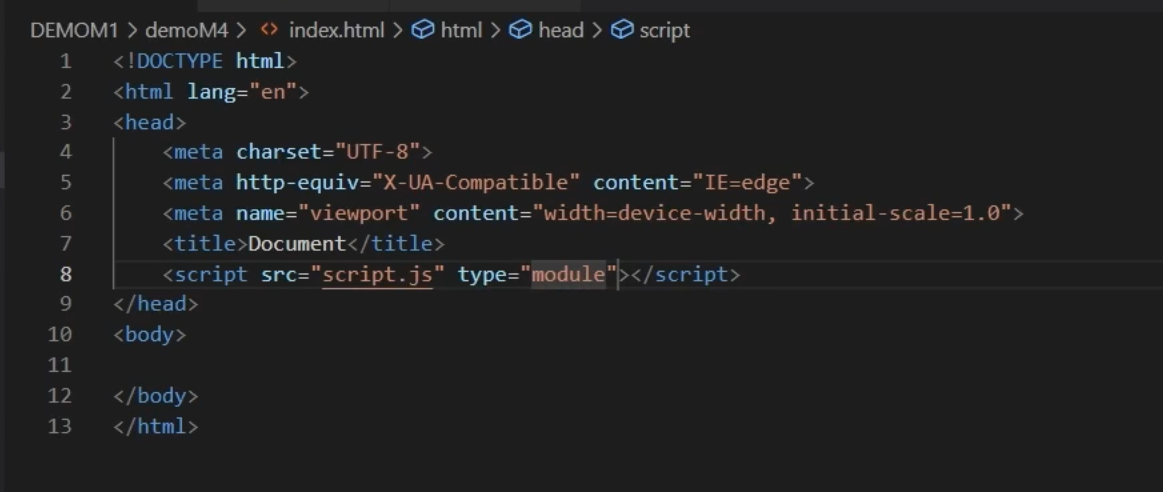 DEMOM1 > demoM4 > <> index.html > html > head > script
1 <!DOCTYPE html>
2 <html lang="en">
3 <head>
4 <meta charset="UTF-8">
5 <meta http-equiv="X-UA-Compatible" content="IE=edge">
6 <meta name="viewport" content="width=device-width, initial-scale=1.0">
7 <title>Document</title>
8 <script src="script.js" type="module"></script>
9 </head>
10 <body>
11
12 </body>
13 </html>